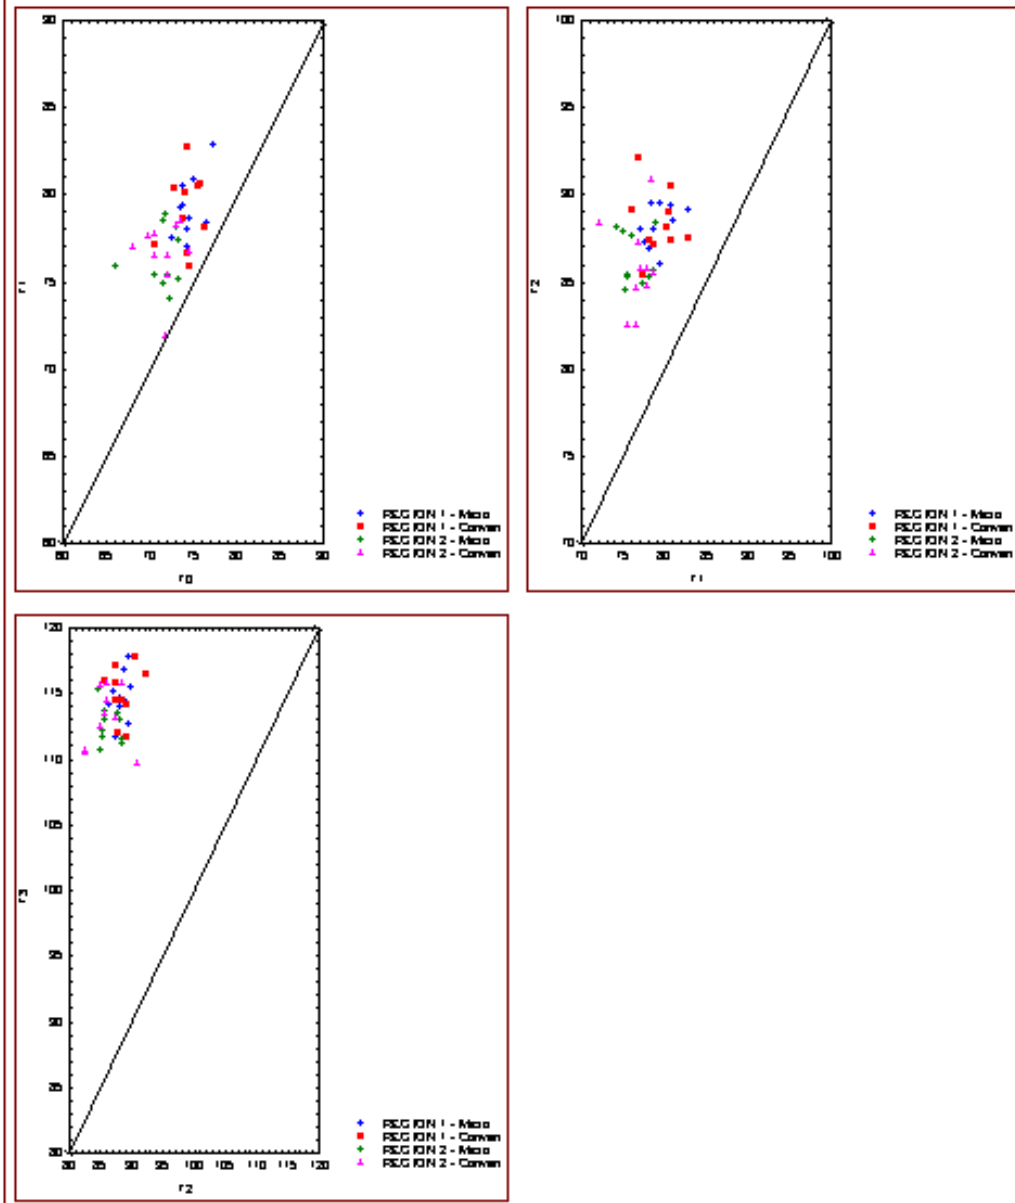 90
85
80
75
70
65
60
r1
60 65 70 75 80 85 90
r0
REGION 1 - Micro
REGION 1 - Conven
REGION 2 - Micro
REGION 2 - Conven
100
95
90
85
80
75
70
r2
70 75 80 85 90 95 100
r1
REGION 1 - Micro
REGION 1 - Conven
REGION 2 - Micro
REGION 2 - Conven
120
115
110
105
100
95
90
85
80
r3
80 85 90 95 100 105 110 115 120
r2
REGION 1 - Micro
REGION 1 - Conven
REGION 2 - Micro
REGION 2 - Conven